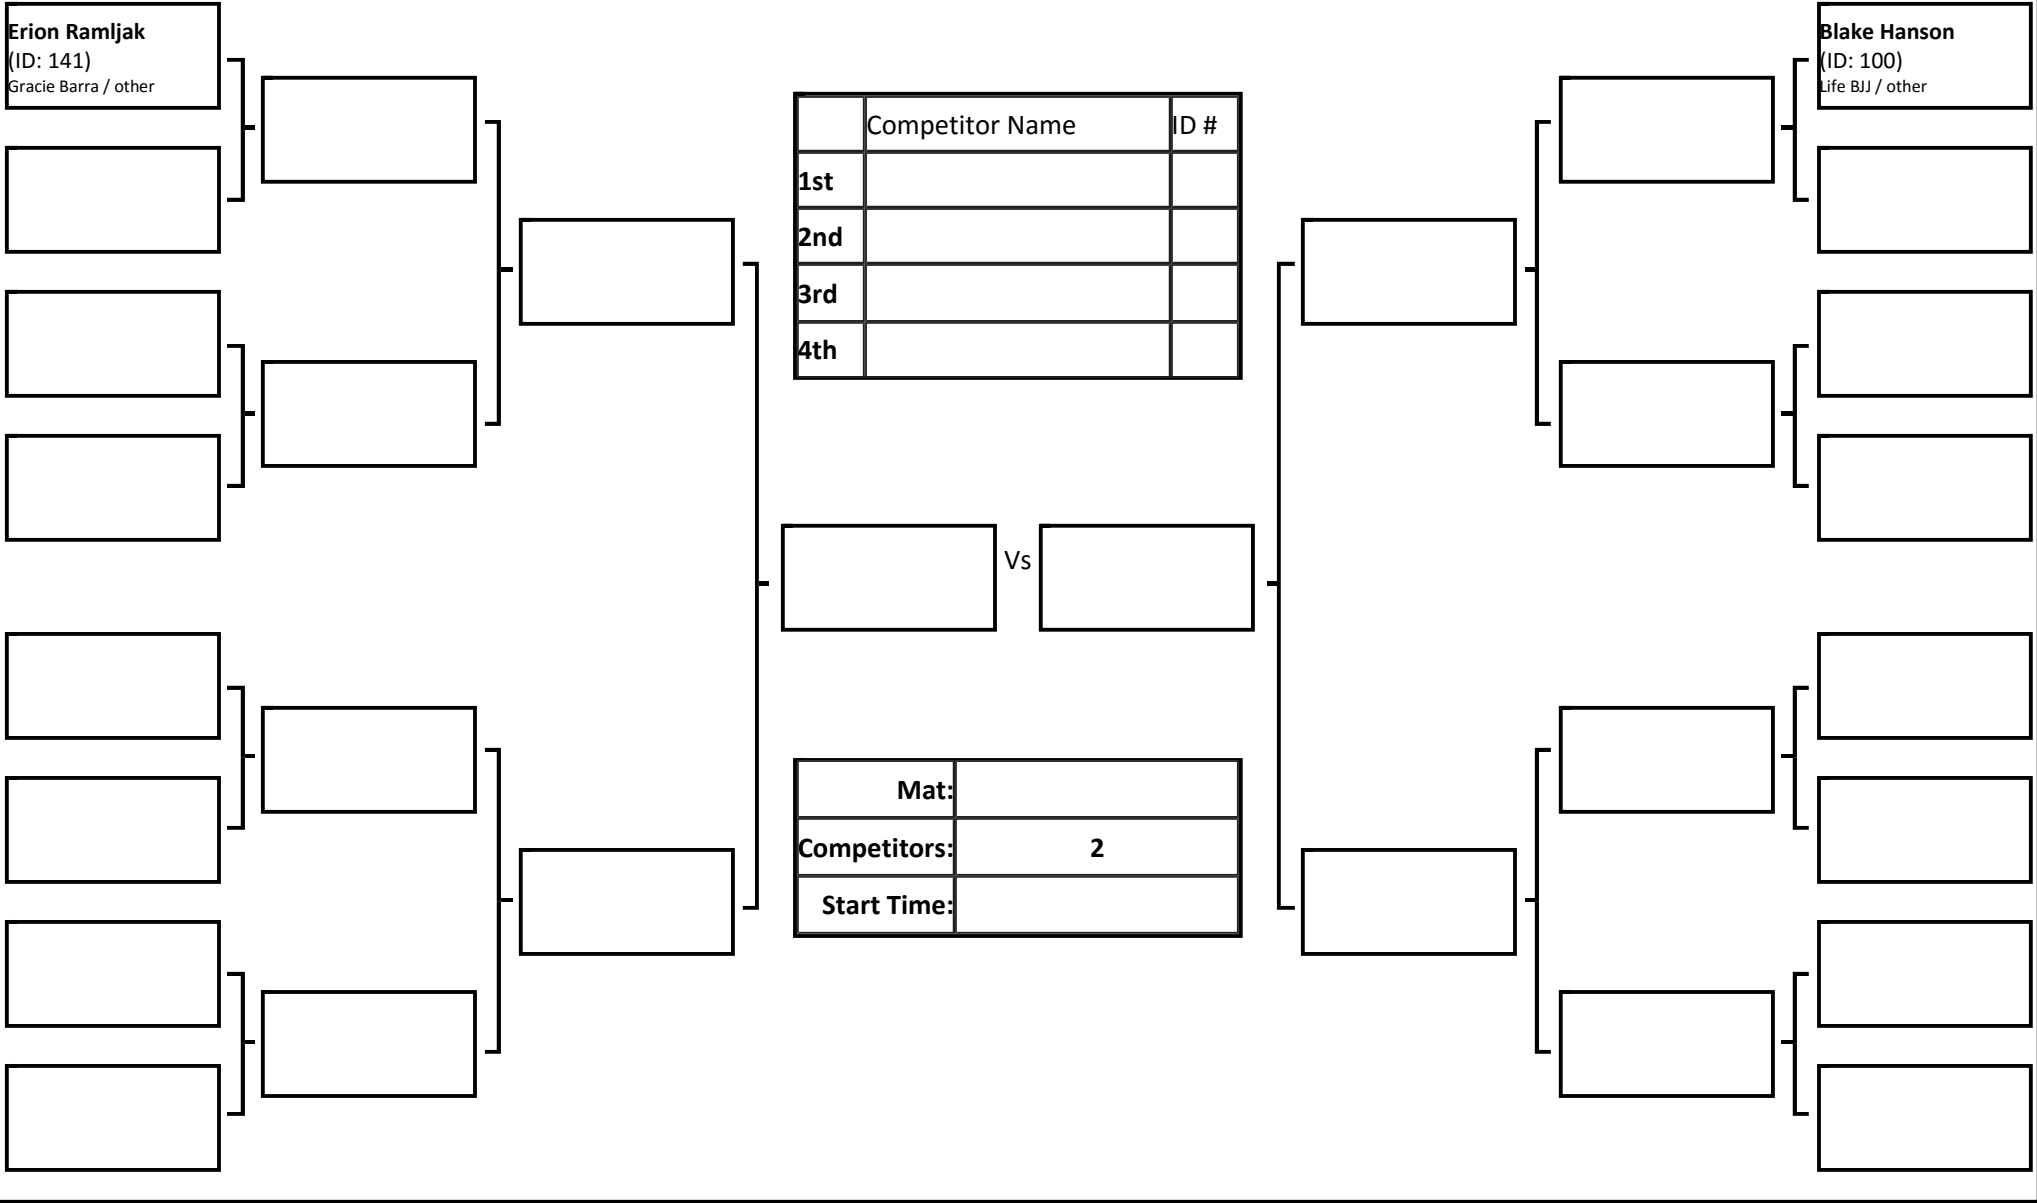 Erion Ramljak
(ID: 141)
Gracie Barra / other
Blake Hanson
(ID: 100)
Life BJJ / other
Competitor Name ID #
1st
2nd
3rd
4th
Vs
Mat:
Competitors: 2
Start Time: